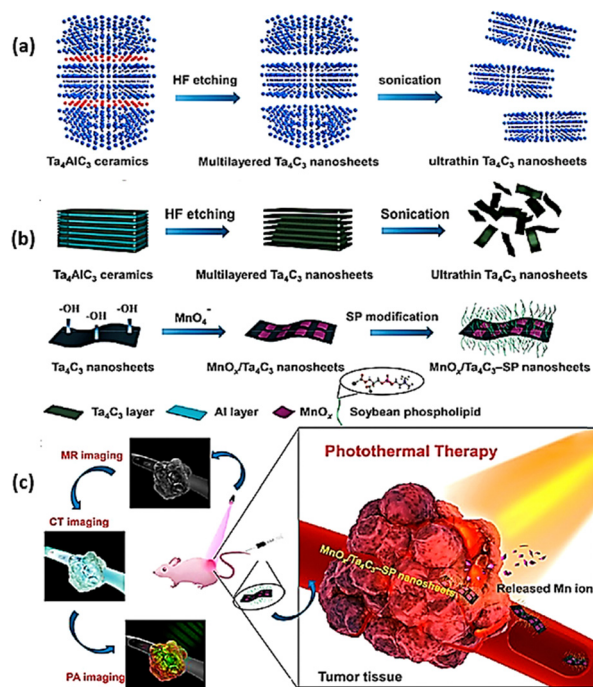 (a)
HF etching
sonication
Ta₄AlC₃ ceramics
Multilayered Ta₄C₃ nanosheets
ultrathin Ta₄C₃ nanosheets
(b)
HF etching
Sonication
Ta₄AlC₃ ceramics
Multilayered Ta₄C₃ nanosheets
Ultrathin Ta₄C₃ nanosheets
-OH
-OH
-OH
MnO₄⁻
SP modification
Ta₄C₃ nanosheets
MnOₓ/Ta₄C₃ nanosheets
MnOₓ/Ta₄C₃–SP nanosheets
Ta₄C₃ layer
Al layer
MnOₓ
Soybean phospholipid
(c)
MR imaging
CT imaging
PA imaging
Photothermal Therapy
MnOₓ/Ta₄C₃–SP nanosheets
Released Mn ion
Tumor tissue